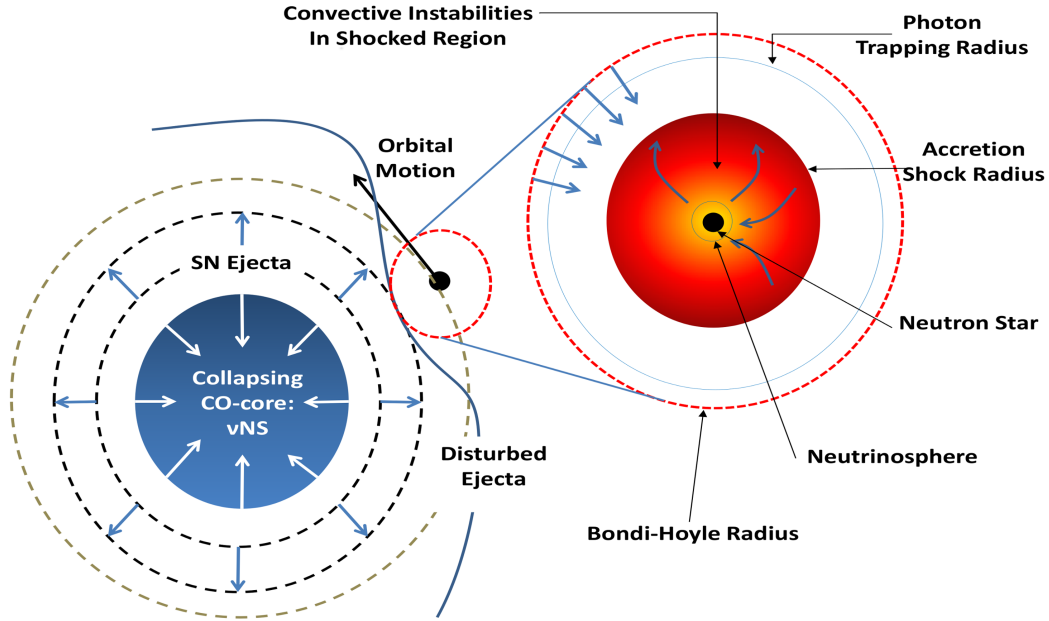 Convective Instabilities
In Shocked Region
Photon
Trapping Radius
Orbital
Motion
Accretion
Shock Radius
SN Ejecta
Neutron Star
Collapsing
CO-core:
νNS
Disturbed
Ejecta
Neutrinosphere
Bondi-Hoyle Radius